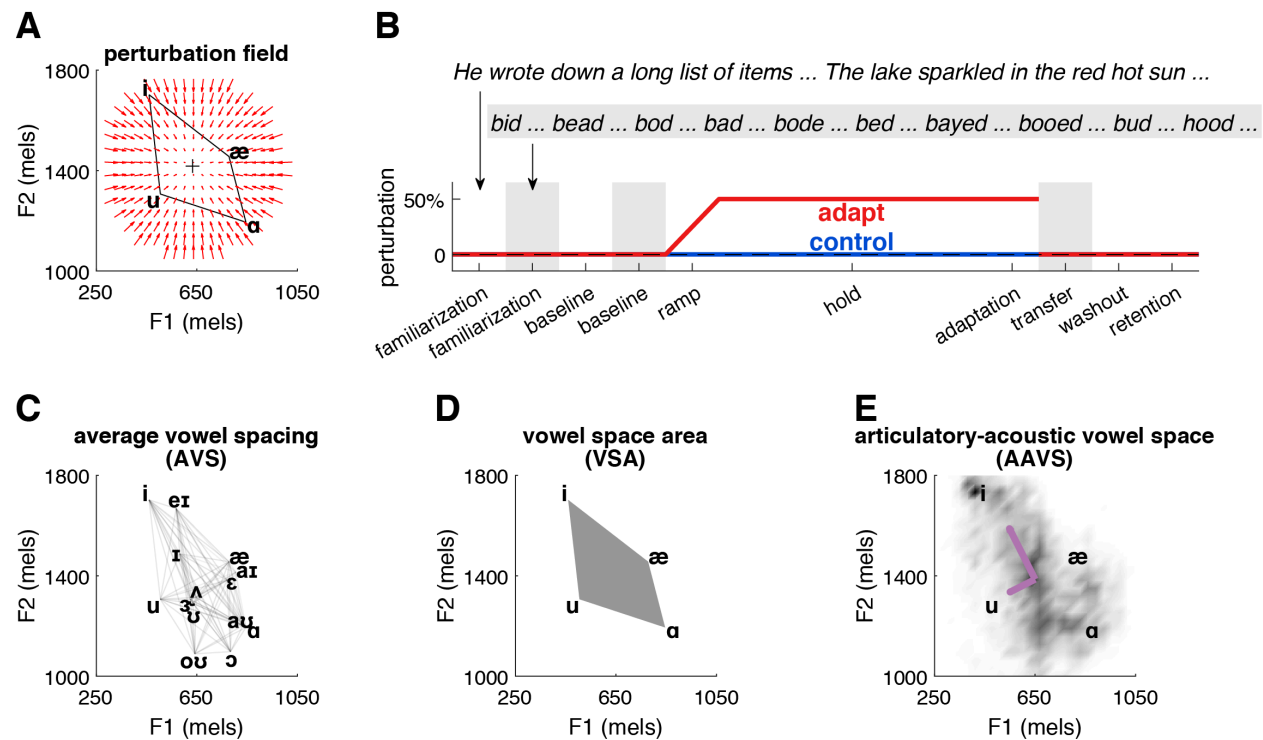 A
perturbation field
1800
1400
1000
F2 (mels)
i
æ
u
ɑ
250
650
1050
F1 (mels)
B
He wrote down a long list of items ... The lake sparkled in the red hot sun ...
bid ... bead ... bod ... bad ... bode ... bed ... bayed ... booed ... bud ... hood ...
perturbation
50%
0
adapt
control
familiarization
familiarization
baseline
baseline
ramp
hold
adaptation
transfer
washout
retention
C
average vowel spacing
(AVS)
1800
1400
1000
F2 (mels)
i
eɪ
ɪ
æ
aɪ
ɛ
ʌ
u
ɝ
ʊ
aʊ
ɑ
oʊ
ɔ
250
650
1050
F1 (mels)
D
vowel space area
(VSA)
1800
1400
1000
F2 (mels)
i
æ
u
ɑ
250
650
1050
F1 (mels)
E
articulatory-acoustic vowel space
(AAVS)
1800
1400
1000
F2 (mels)
i
æ
u
ɑ
250
650
1050
F1 (mels)